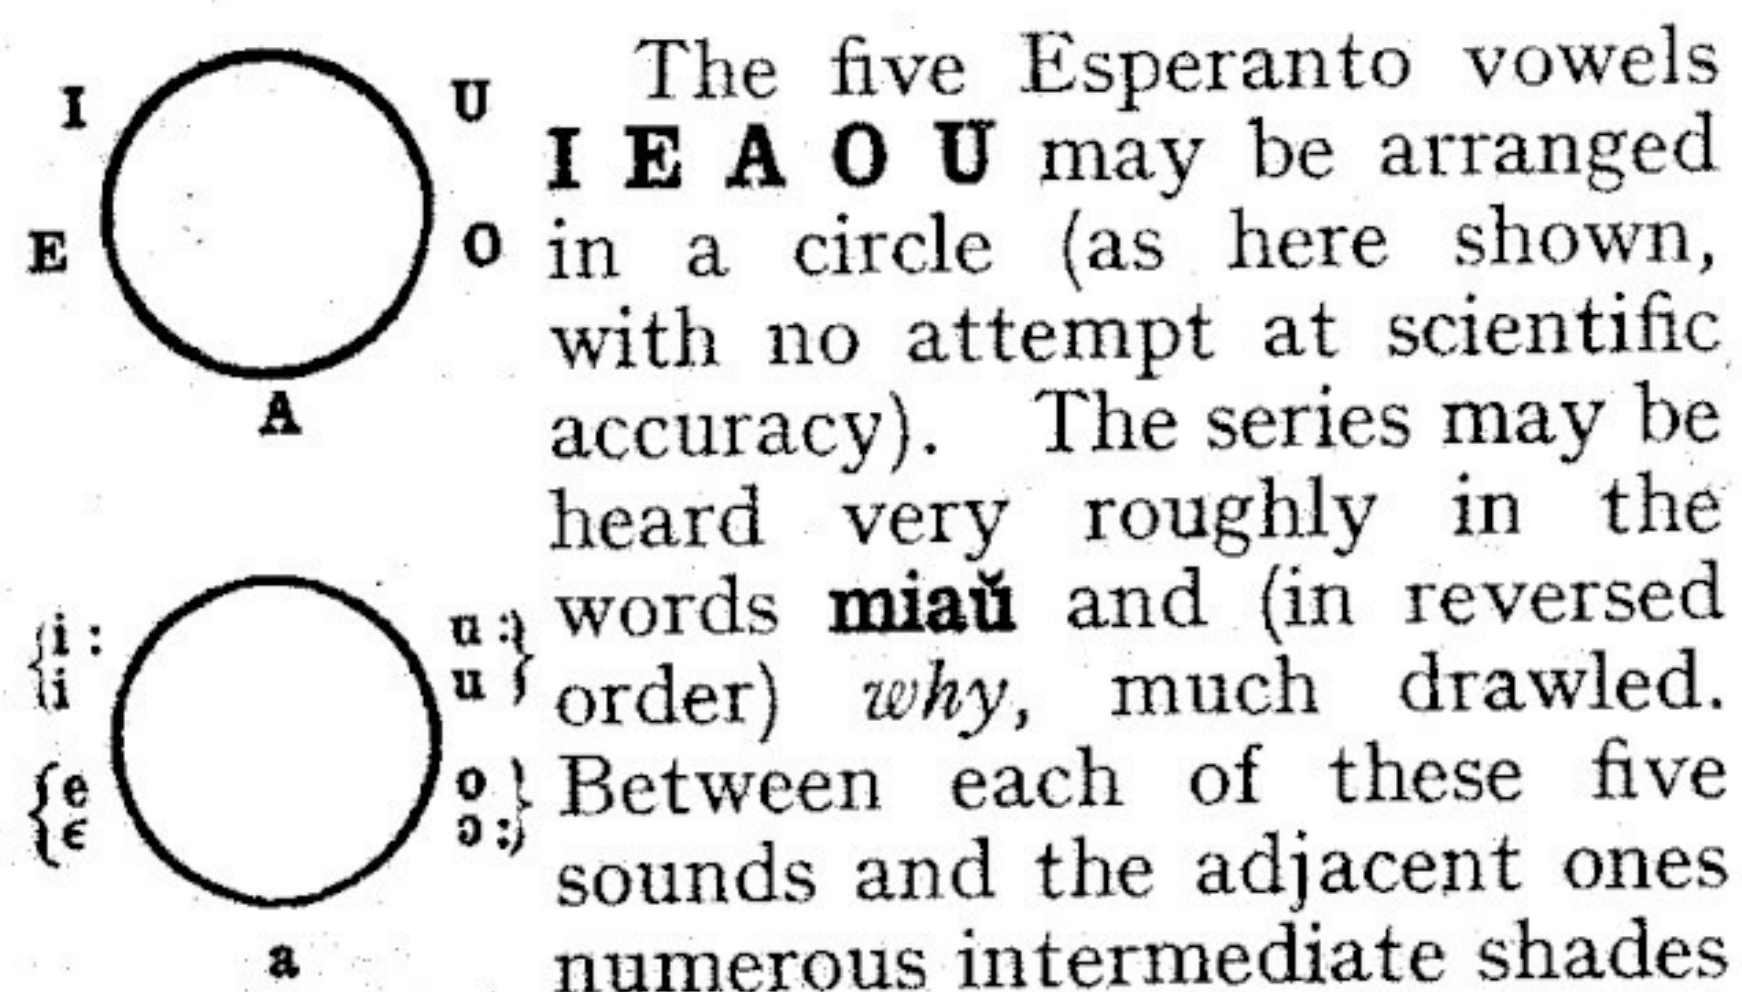 I
U
E
O
A
The five Esperanto vowels
I E A O U may be arranged
in a circle (as here shown,
with no attempt at scientific
accuracy). The series may be
heard very roughly in the
words miaŭ and (in reversed
order) why, much drawled.
Between each of these five
sounds and the adjacent ones
numerous intermediate shades
{i:
i
u:}
u
{e
ϵ
o}
ɔ:
a